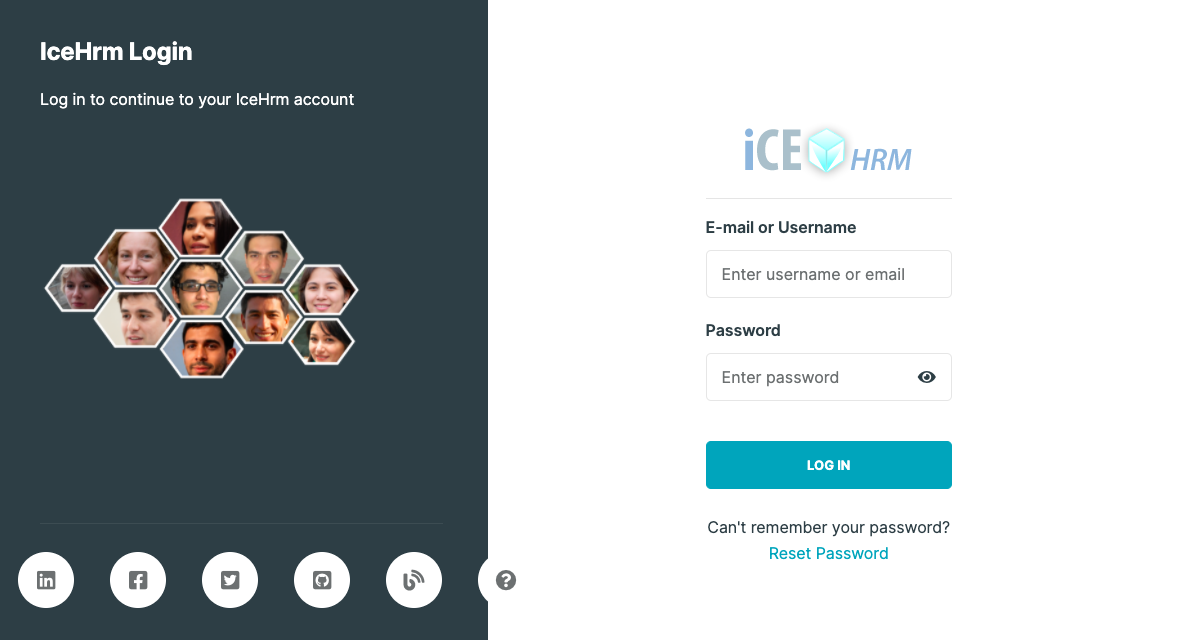 IceHrm Login
Log in to continue to your IceHrm account
iCE HRM
E-mail or Username
Enter username or email
Password
Enter password
LOG IN
Can't remember your password?
Reset Password